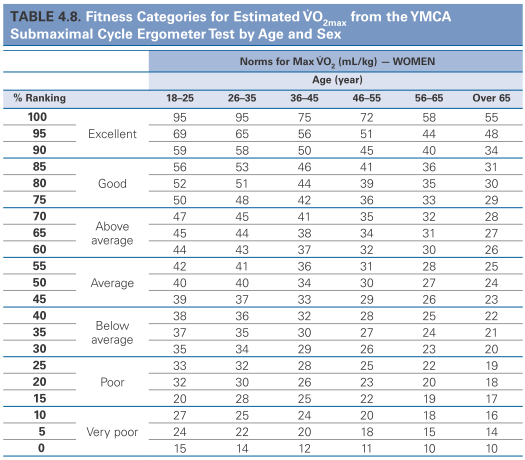 TABLE 4.8. Fitness Categories for Estimated V̇O₂max from the YMCA
Submaximal Cycle Ergometer Test by Age and Sex
Norms for Max V̇O₂ (mL/kg) — WOMEN
Age (year)
% Ranking 18–25 26–35 36–45 46–55 56–65 Over 65
100 95 95 75 72 58 55
95 Excellent 69 65 56 51 44 48
90 59 58 50 45 40 34
85 56 53 46 41 36 31
80 Good 52 51 44 39 35 30
75 50 48 42 36 33 29
70 47 45 41 35 32 28
65 Above average 45 44 38 34 31 27
60 44 43 37 32 30 26
55 42 41 36 31 28 25
50 Average 40 40 34 30 27 24
45 39 37 33 29 26 23
40 38 36 32 28 25 22
35 Below average 37 35 30 27 24 21
30 35 34 29 26 23 20
25 33 32 28 25 22 19
20 Poor 32 30 26 23 20 18
15 20 28 25 22 19 17
10 27 25 24 20 18 16
5 Very poor 24 22 20 18 15 14
0 15 14 12 11 10 10